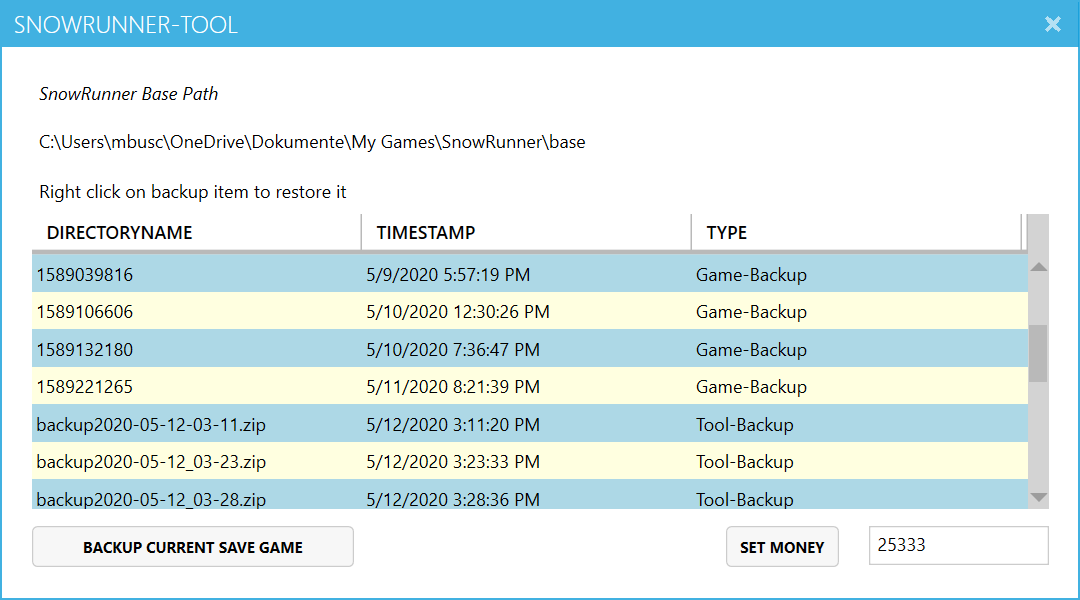 SNOWRUNNER-TOOL
SnowRunner Base Path
C:\Users\mbusc\OneDrive\Dokumente\My Games\SnowRunner\base
Right click on backup item to restore it
DIRECTORYNAME TIMESTAMP TYPE
1589039816 5/9/2020 5:57:19 PM Game-Backup
1589106606 5/10/2020 12:30:26 PM Game-Backup
1589132180 5/10/2020 7:36:47 PM Game-Backup
1589221265 5/11/2020 8:21:39 PM Game-Backup
backup2020-05-12-03-11.zip 5/12/2020 3:11:20 PM Tool-Backup
backup2020-05-12_03-23.zip 5/12/2020 3:23:33 PM Tool-Backup
backup2020-05-12_03-28.zip 5/12/2020 3:28:36 PM Tool-Backup
BACKUP CURRENT SAVE GAME SET MONEY 25333